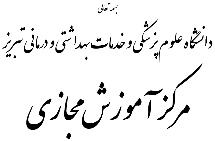 بسمه تعالی
دانشگاه علوم پزشکی و خدمات بهداشتی و درمانی تبریز
مرکز آموزش مجازی